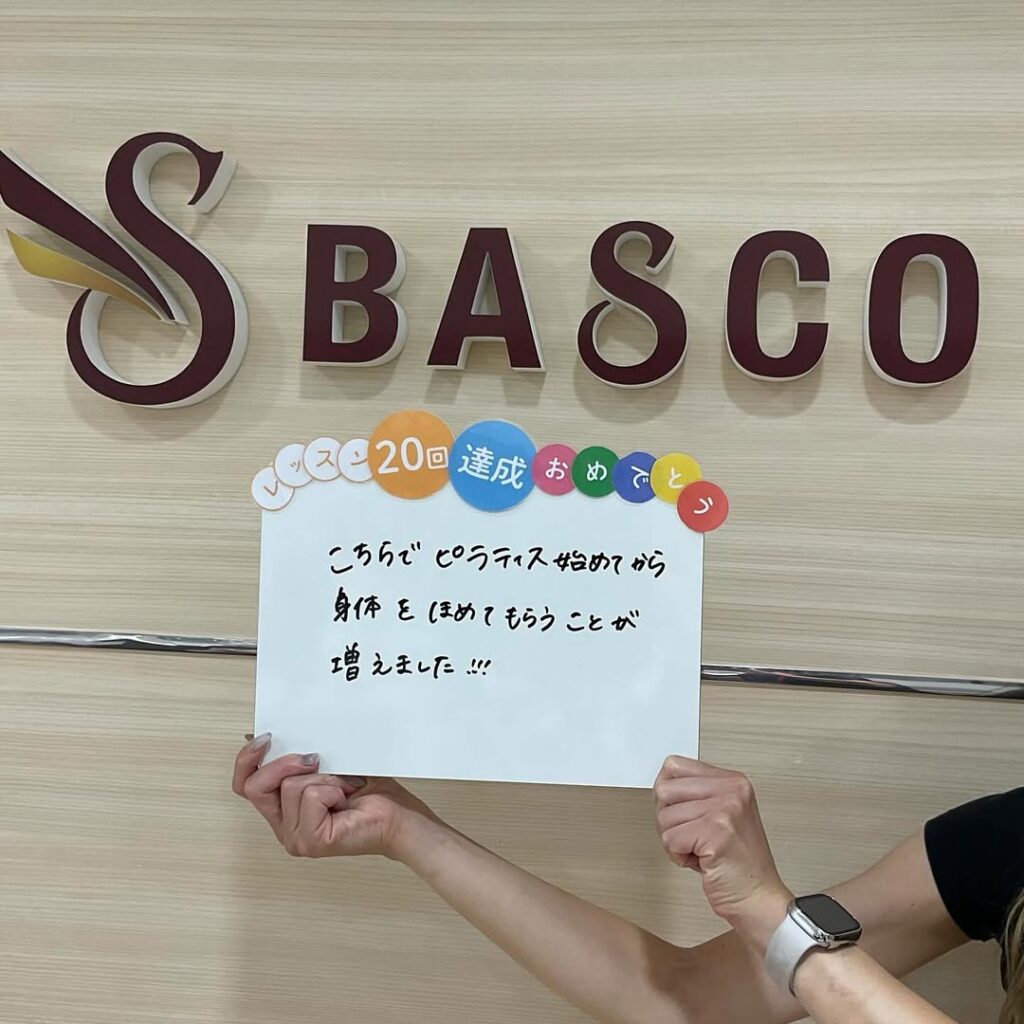 BASCO
レッスン20回達成おめでとう
こちらで ピラティス始めてから
身体をほめてもらうことが
増えました!!!